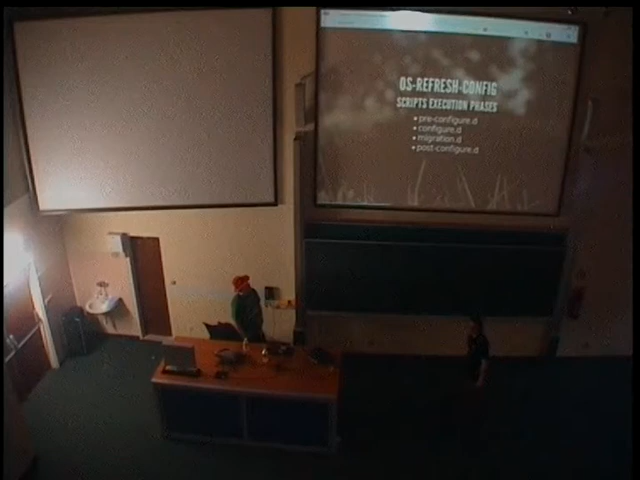 OS-REFRESH-CONFIG
SCRIPTS EXECUTION PHASES
• pre-configure.d
• configure.d
• migration.d
• post-configure.d